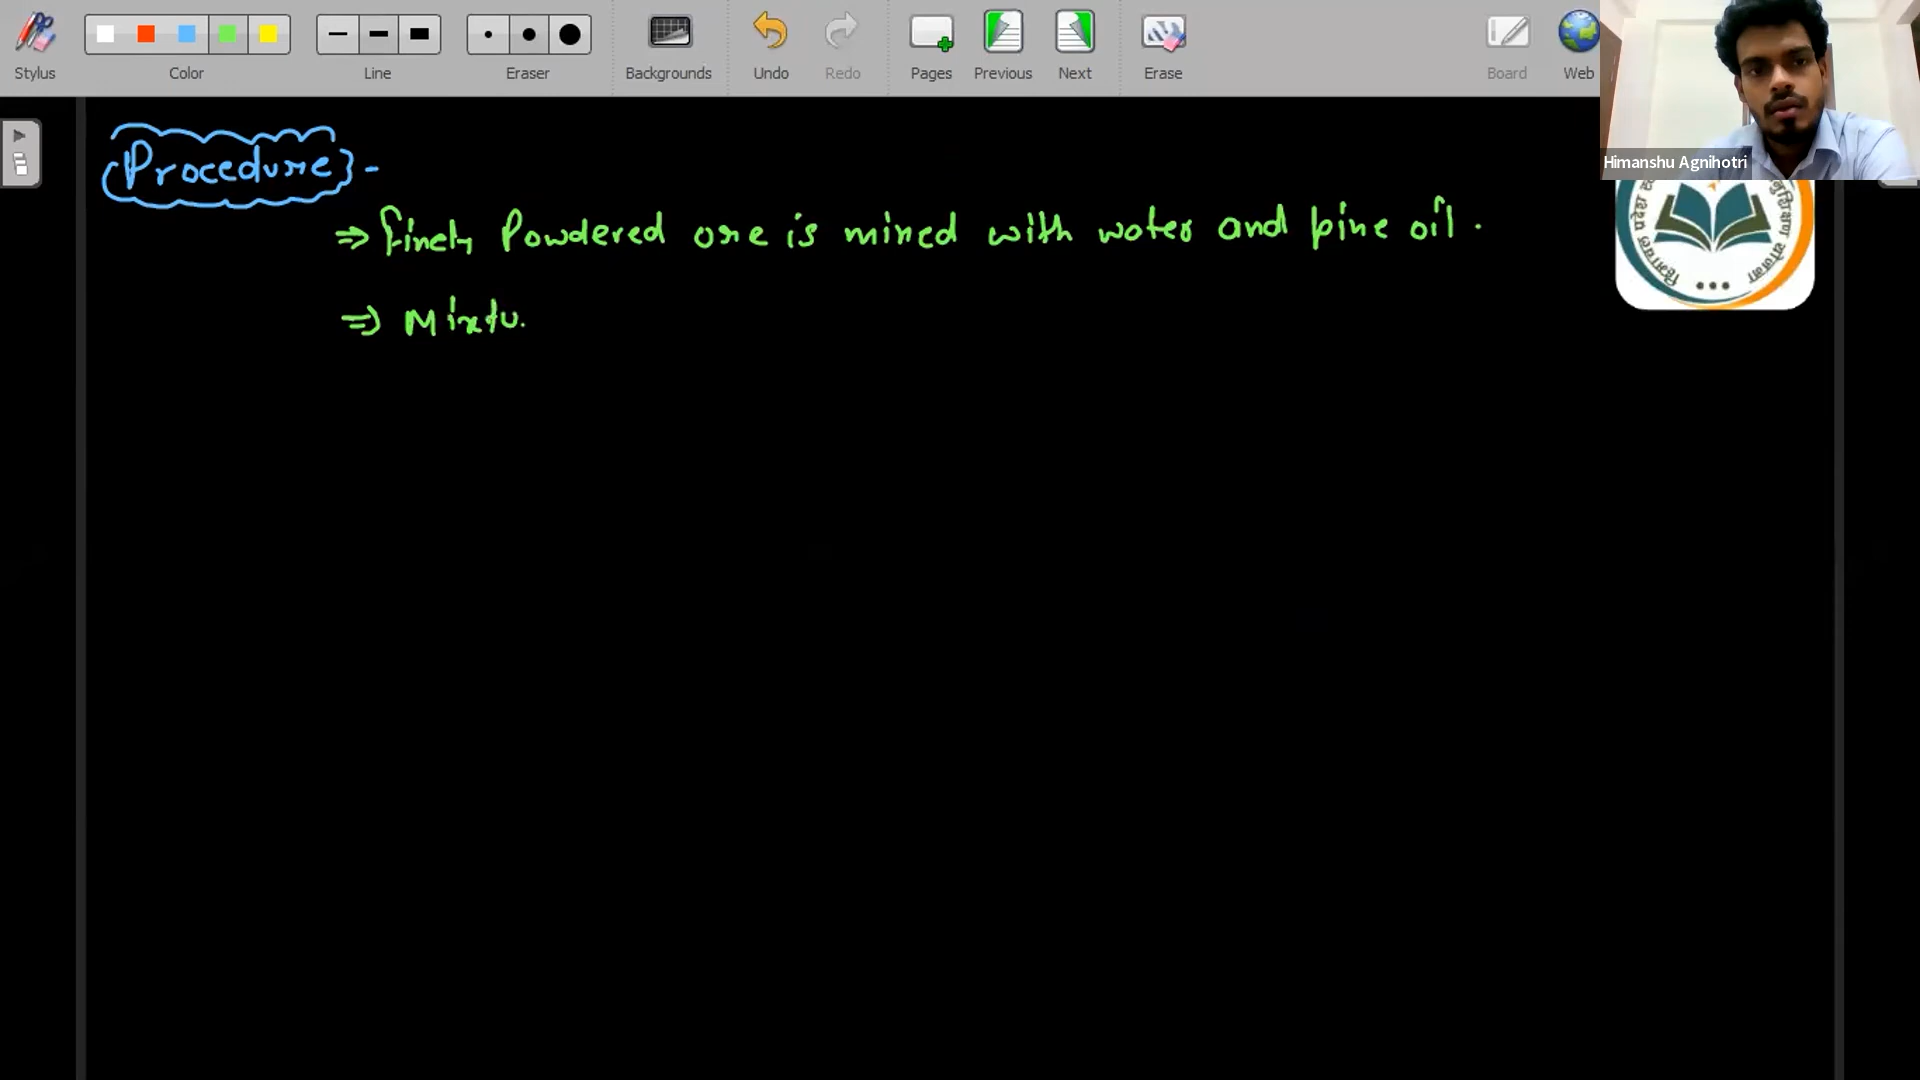 Stylus Color Line Eraser Backgrounds Undo Redo Pages Previous Next Erase Board Web
Himanshu Agnihotri
Procedure -
⇒ finely Powdered ore is mixed with water and pine oil.
⇒ Mixtu